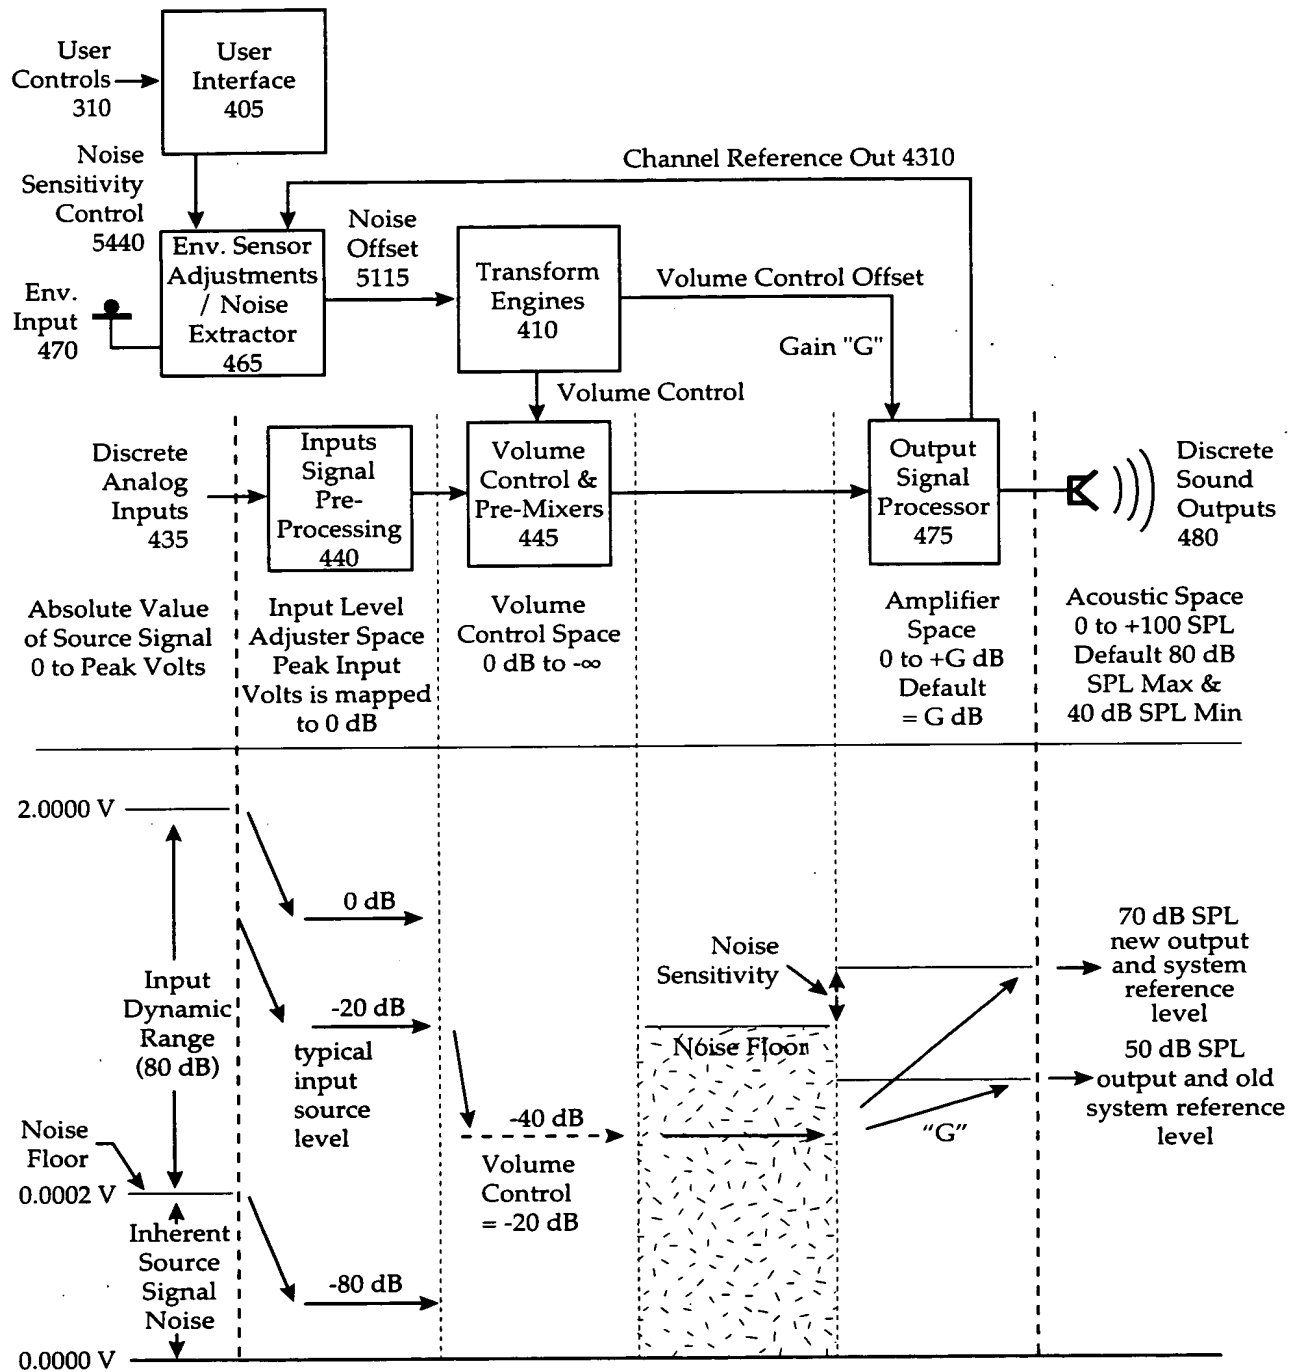 User
Controls
310
User
Interface
405
Noise
Sensitivity
Control
5440
Channel Reference Out 4310
Env.
Input
470
Env. Sensor
Adjustments
/ Noise
Extractor
465
Noise
Offset
5115
Transform
Engines
410
Volume Control Offset
Gain "G"
Volume Control
Discrete
Analog
Inputs
435
Inputs
Signal
Pre-
Processing
440
Volume
Control &
Pre-Mixers
445
Output
Signal
Processor
475
Discrete
Sound
Outputs
480
Absolute Value
of Source Signal
0 to Peak Volts
Input Level
Adjuster Space
Peak Input
Volts is mapped
to 0 dB
Volume
Control Space
0 dB to -∞
Amplifier
Space
0 to +G dB
Default
= G dB
Acoustic Space
0 to +100 SPL
Default 80 dB
SPL Max &
40 dB SPL Min
2.0000 V
Input
Dynamic
Range
(80 dB)
Noise
Floor
0.0002 V
Inherent
Source
Signal
Noise
0.0000 V
0 dB
-20 dB
typical
input
source
level
-80 dB
-40 dB
Volume
Control
= -20 dB
Noise
Sensitivity
Noise Floor
"G"
70 dB SPL
new output
and system
reference
level
50 dB SPL
output and old
system reference
level